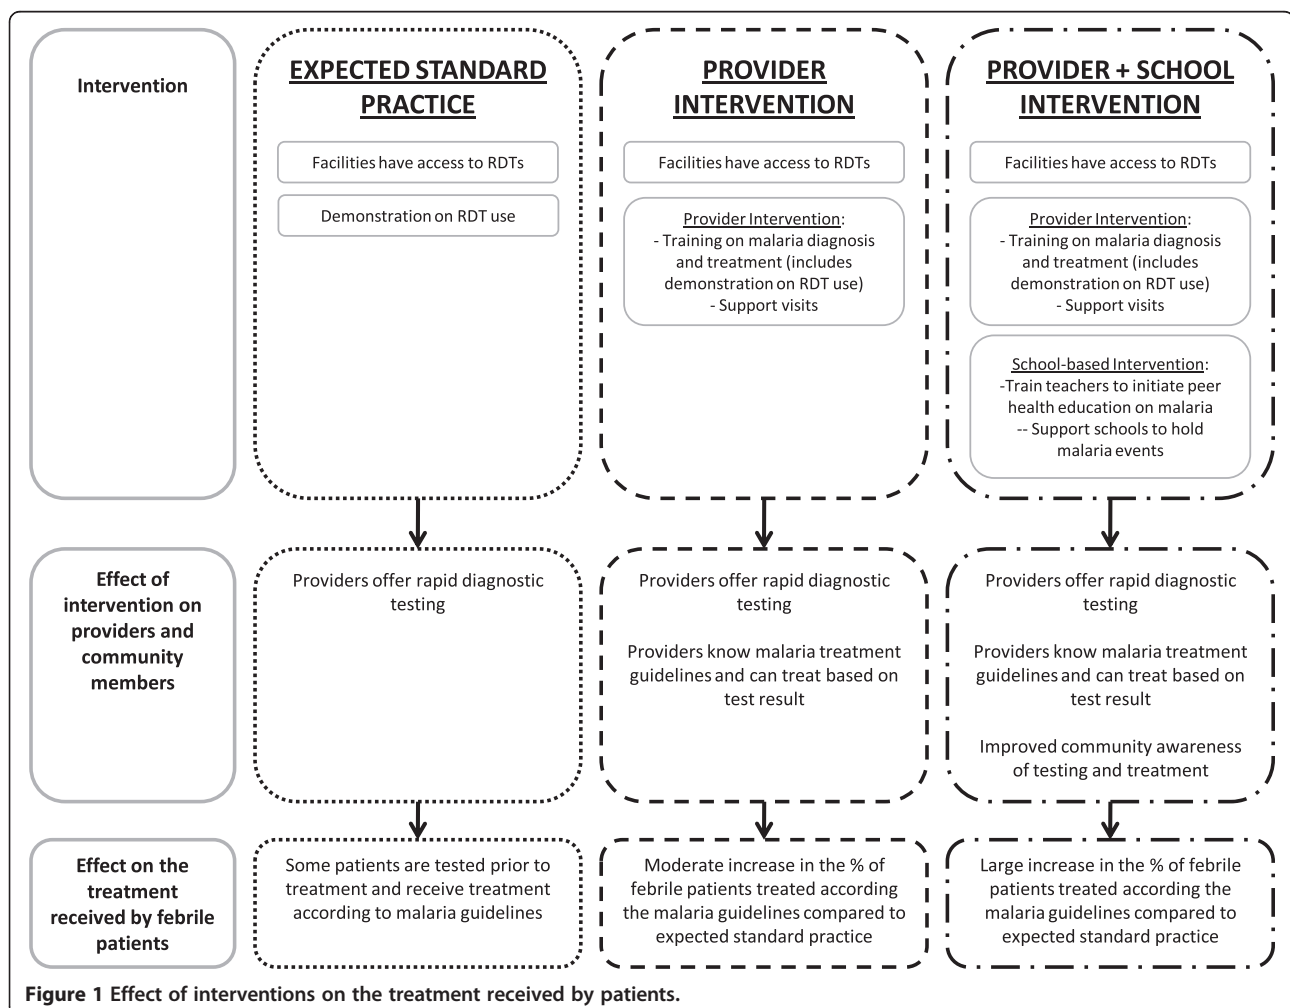 Intervention
EXPECTED STANDARD
PRACTICE
Facilities have access to RDTs
Demonstration on RDT use
PROVIDER
INTERVENTION
Facilities have access to RDTs
Provider Intervention:
- Training on malaria diagnosis
and treatment (includes
demonstration on RDT use)
- Support visits
PROVIDER + SCHOOL
INTERVENTION
Facilities have access to RDTs
Provider Intervention:
- Training on malaria diagnosis
and treatment (includes
demonstration on RDT use)
- Support visits
School-based Intervention:
-Train teachers to initiate peer
health education on malaria
-- Support schools to hold
malaria events
Effect of
intervention on
providers and
community
members
Providers offer rapid diagnostic
testing
Providers offer rapid diagnostic
testing
Providers know malaria treatment
guidelines and can treat based on
test result
Providers offer rapid diagnostic
testing
Providers know malaria treatment
guidelines and can treat based on
test result
Improved community awareness
of testing and treatment
Effect on the
treatment
received by febrile
patients
Some patients are tested prior to
treatment and receive treatment
according to malaria guidelines
Moderate increase in the % of
febrile patients treated according
the malaria guidelines compared to
expected standard practice
Large increase in the % of febrile
patients treated according the
malaria guidelines compared to
expected standard practice
Figure 1 Effect of interventions on the treatment received by patients.